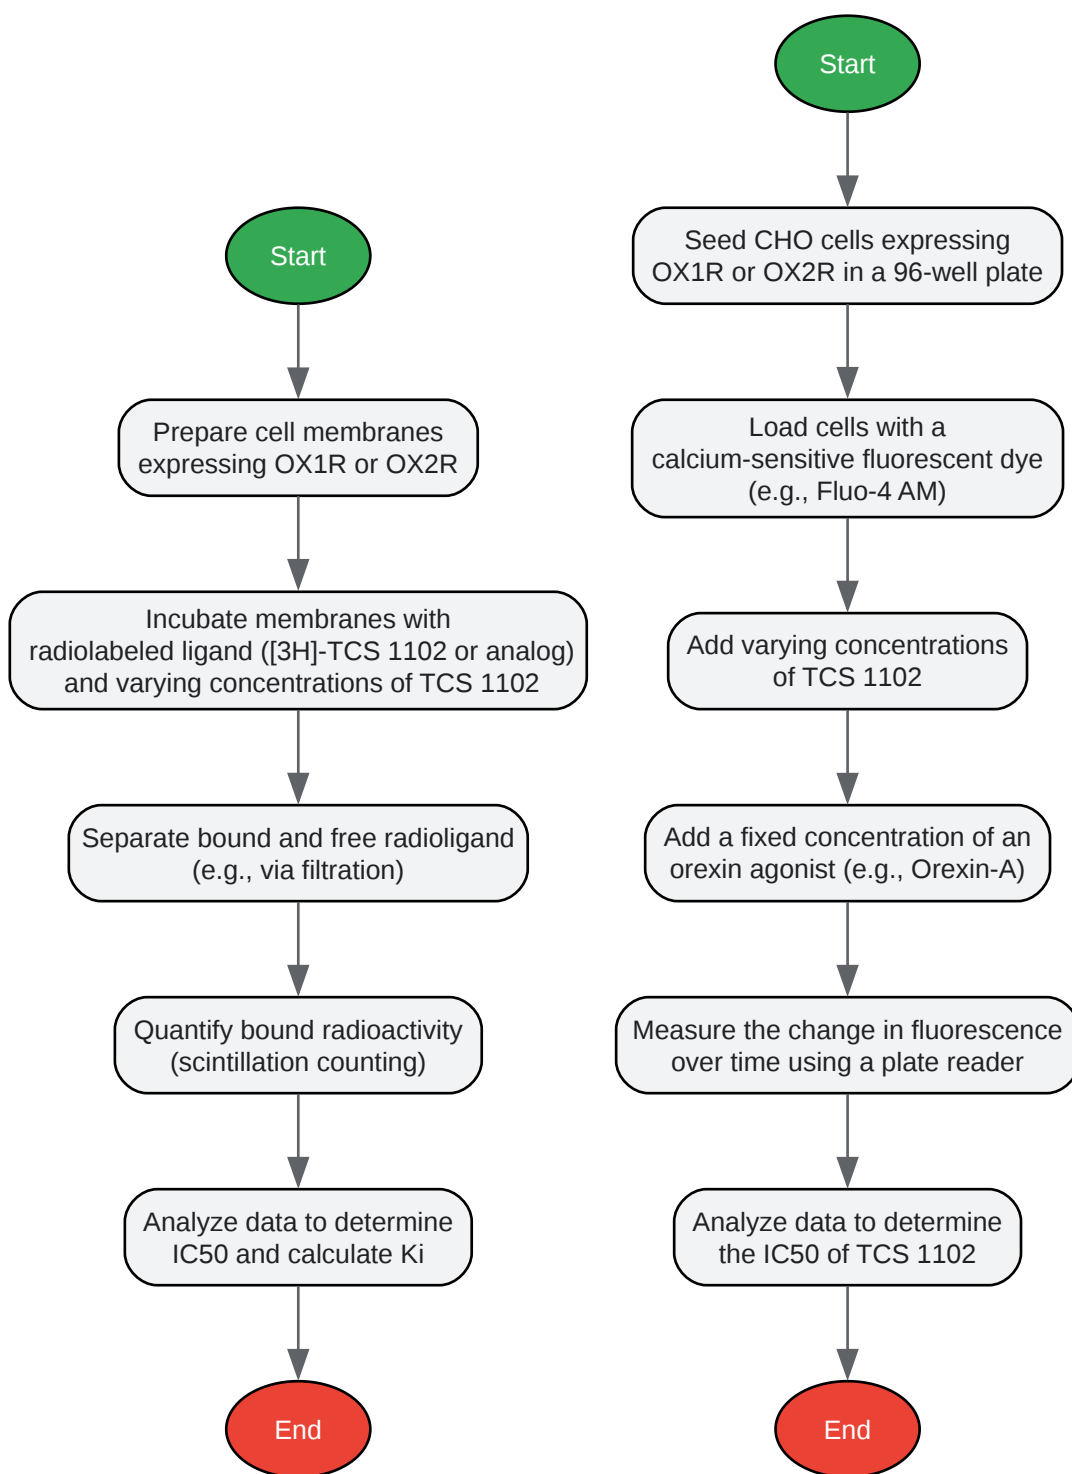 Start
Prepare cell membranes
expressing OX1R or OX2R
Incubate membranes with
radiolabeled ligand ([3H]-TCS 1102 or analog)
and varying concentrations of TCS 1102
Separate bound and free radioligand
(e.g., via filtration)
Quantify bound radioactivity
(scintillation counting)
Analyze data to determine
IC50 and calculate Ki
End
Start
Seed CHO cells expressing
OX1R or OX2R in a 96-well plate
Load cells with a
calcium-sensitive fluorescent dye
(e.g., Fluo-4 AM)
Add varying concentrations
of TCS 1102
Add a fixed concentration of an
orexin agonist (e.g., Orexin-A)
Measure the change in fluorescence
over time using a plate reader
Analyze data to determine
the IC50 of TCS 1102
End